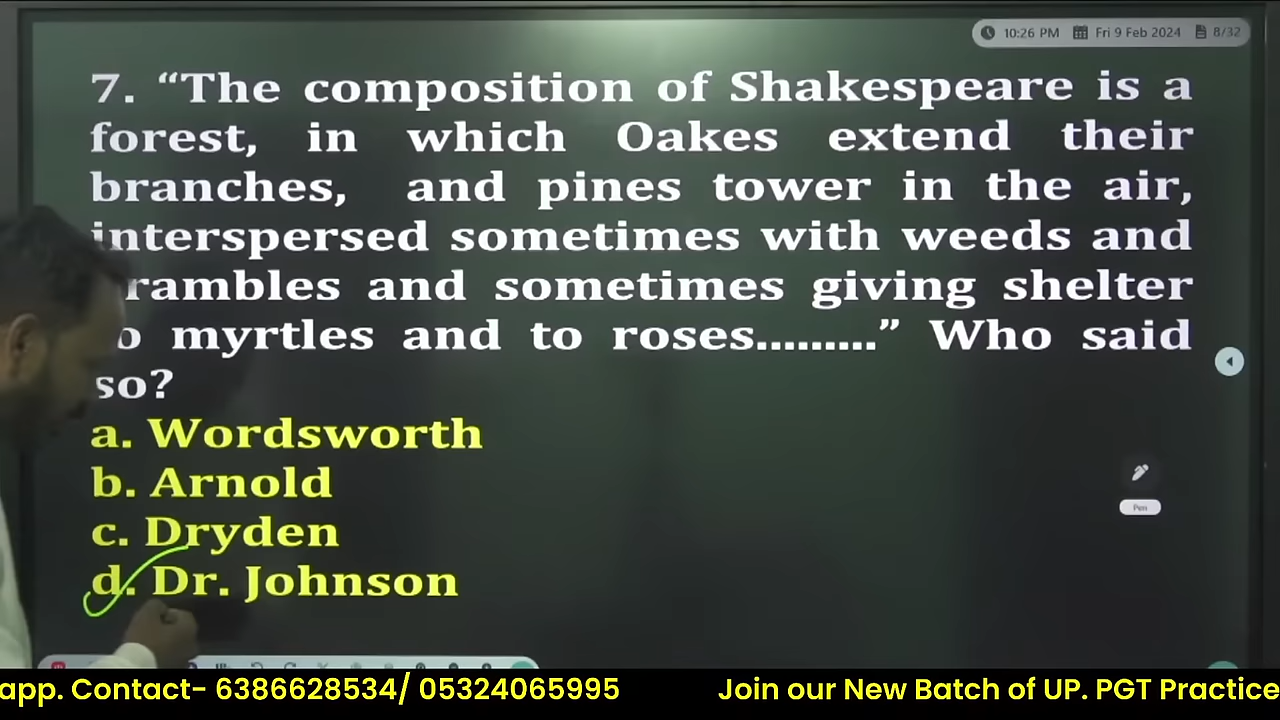 10:26 PM Fri 9 Feb 2024 8/32
7. “The composition of Shakespeare is a
forest, in which Oakes extend their
branches, and pines tower in the air,
interspersed sometimes with weeds and
rambles and sometimes giving shelter
o myrtles and to roses.........” Who said
so?
a. Wordsworth
b. Arnold
c. Dryden
d. Dr. Johnson
Pen
app. Contact- 6386628534/ 05324065995 Join our New Batch of UP. PGT Practice